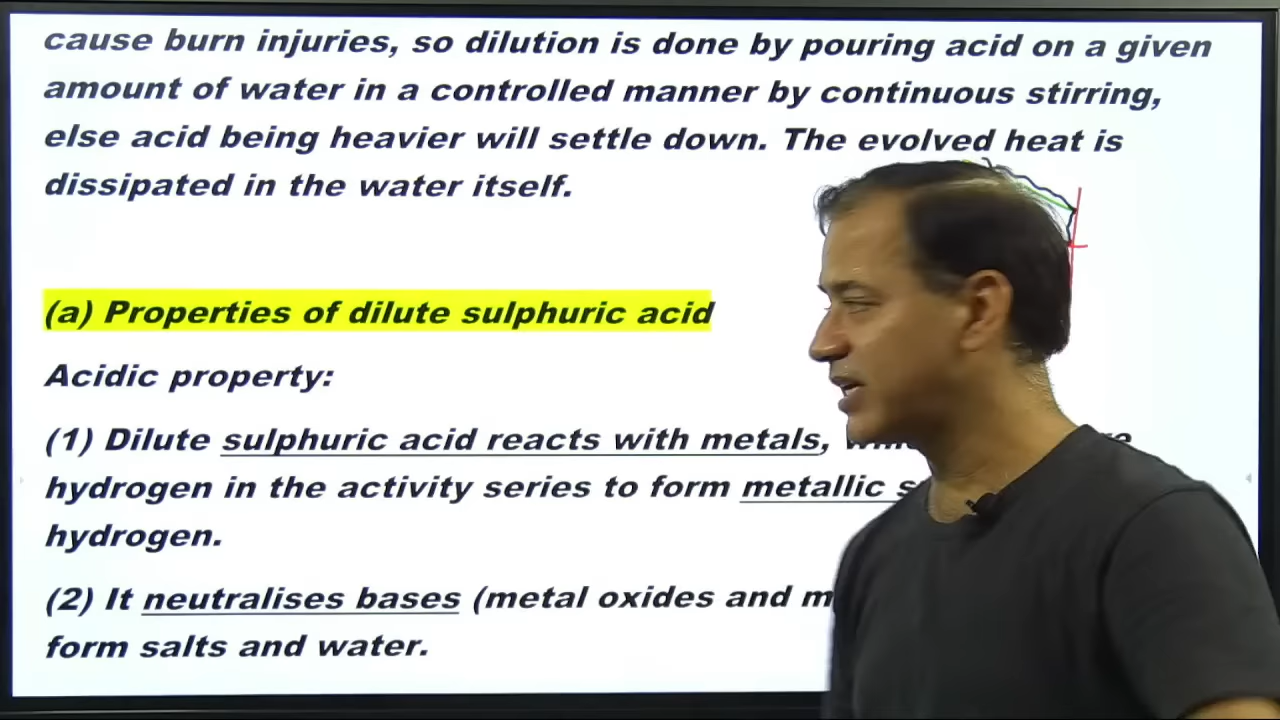 cause burn injuries, so dilution is done by pouring acid on a given
amount of water in a controlled manner by continuous stirring,
else acid being heavier will settle down. The evolved heat is
dissipated in the water itself.
(a) Properties of dilute sulphuric acid
Acidic property:
(1) Dilute sulphuric acid reacts with metals,
hydrogen in the activity series to form metallic
hydrogen.
(2) It neutralises bases (metal oxides and
form salts and water.